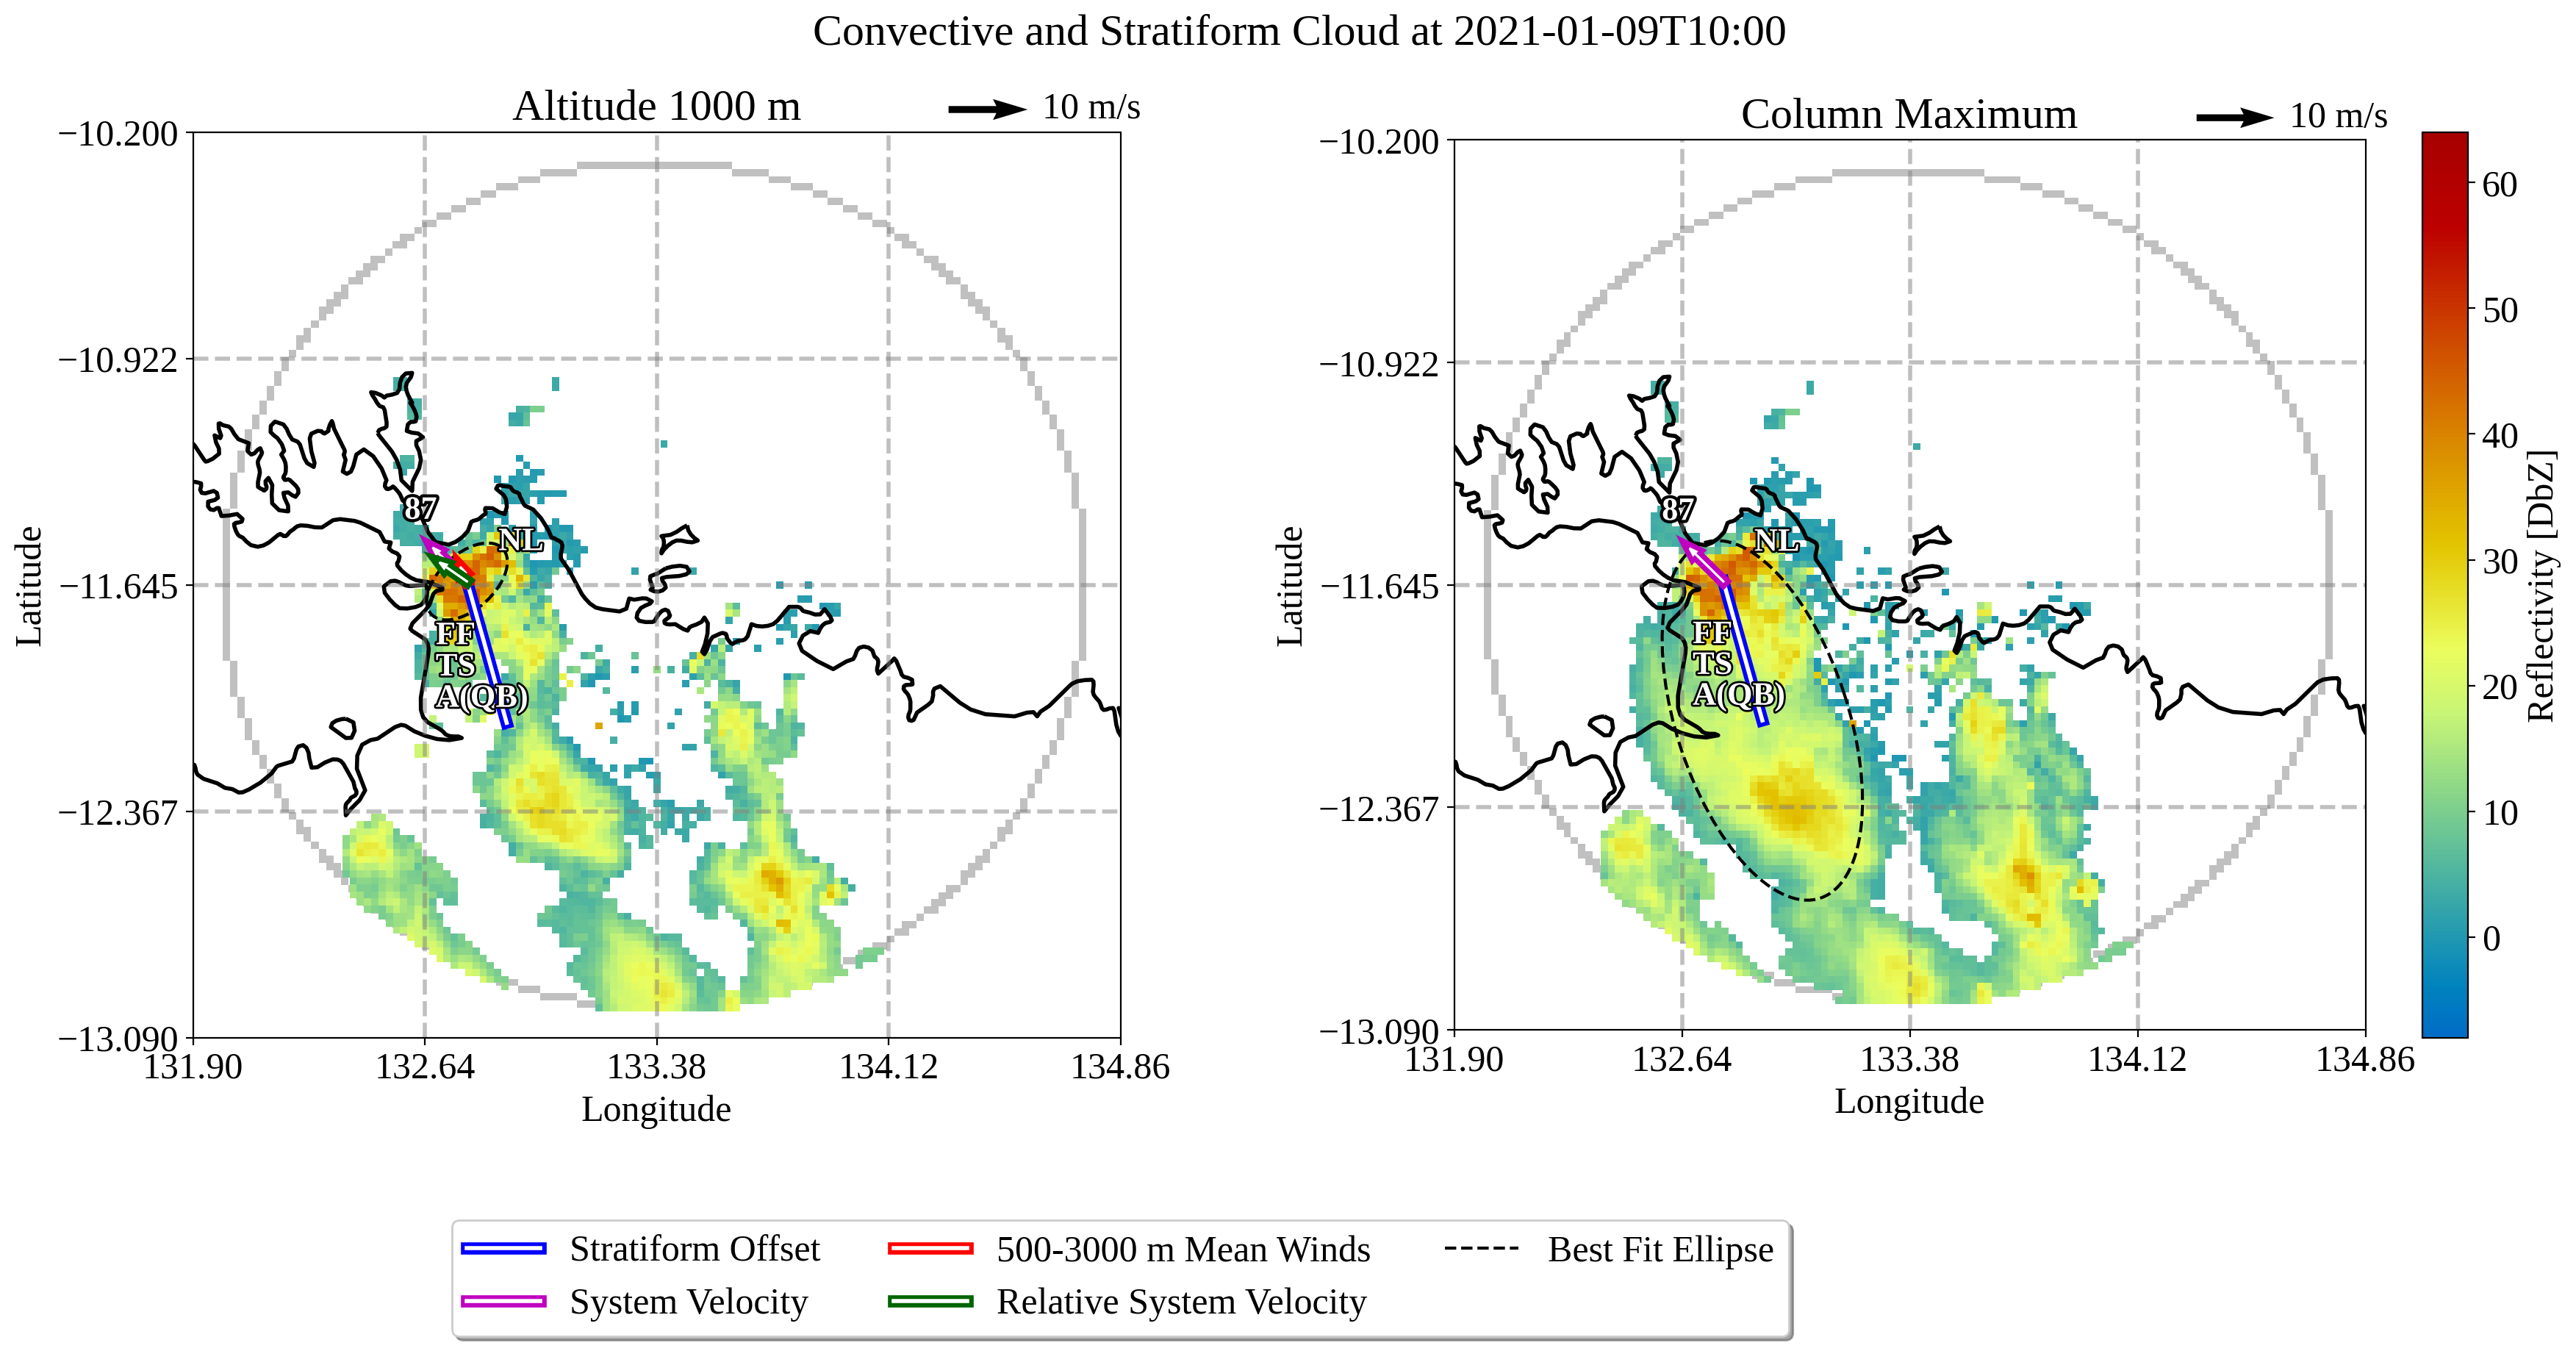 Convective and Stratiform Cloud at 2021-01-09T10:00
Altitude 1000 m
10 m/s
−10.200
−10.922
−11.645
−12.367
−13.090
Latitude
131.90
132.64
133.38
134.12
134.86
Longitude
87
NL
FF
TS
A(QB)
Column Maximum
10 m/s
−10.200
−10.922
−11.645
−12.367
−13.090
Latitude
131.90
132.64
133.38
134.12
134.86
Longitude
87
NL
FF
TS
A(QB)
60
50
40
30
20
10
0
Reflectivity [DbZ]
Stratiform Offset
500-3000 m Mean Winds
Best Fit Ellipse
System Velocity
Relative System Velocity